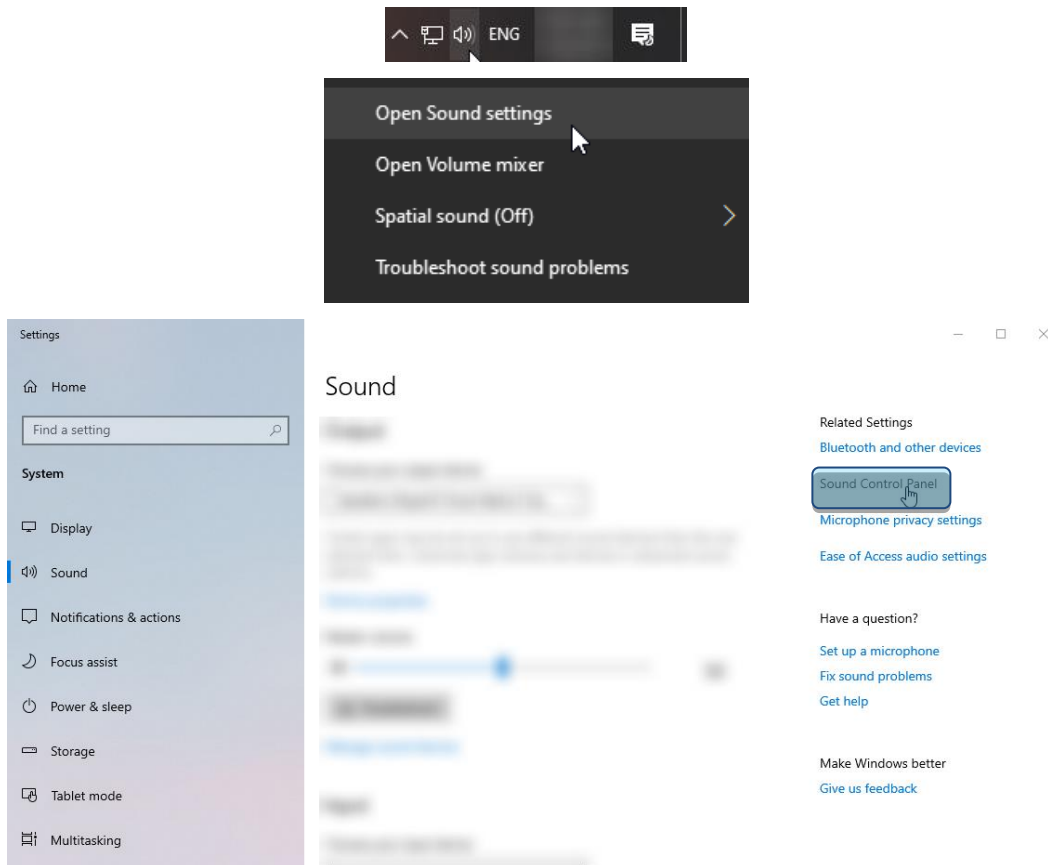 ENG
Open Sound settings
Open Volume mixer
Spatial sound (Off)
Troubleshoot sound problems
Settings
Home
Find a setting
System
Display
Sound
Notifications & actions
Focus assist
Power & sleep
Storage
Tablet mode
Multitasking
Sound
Related Settings
Bluetooth and other devices
Sound Control Panel
Microphone privacy settings
Ease of Access audio settings
Have a question?
Set up a microphone
Fix sound problems
Get help
Make Windows better
Give us feedback